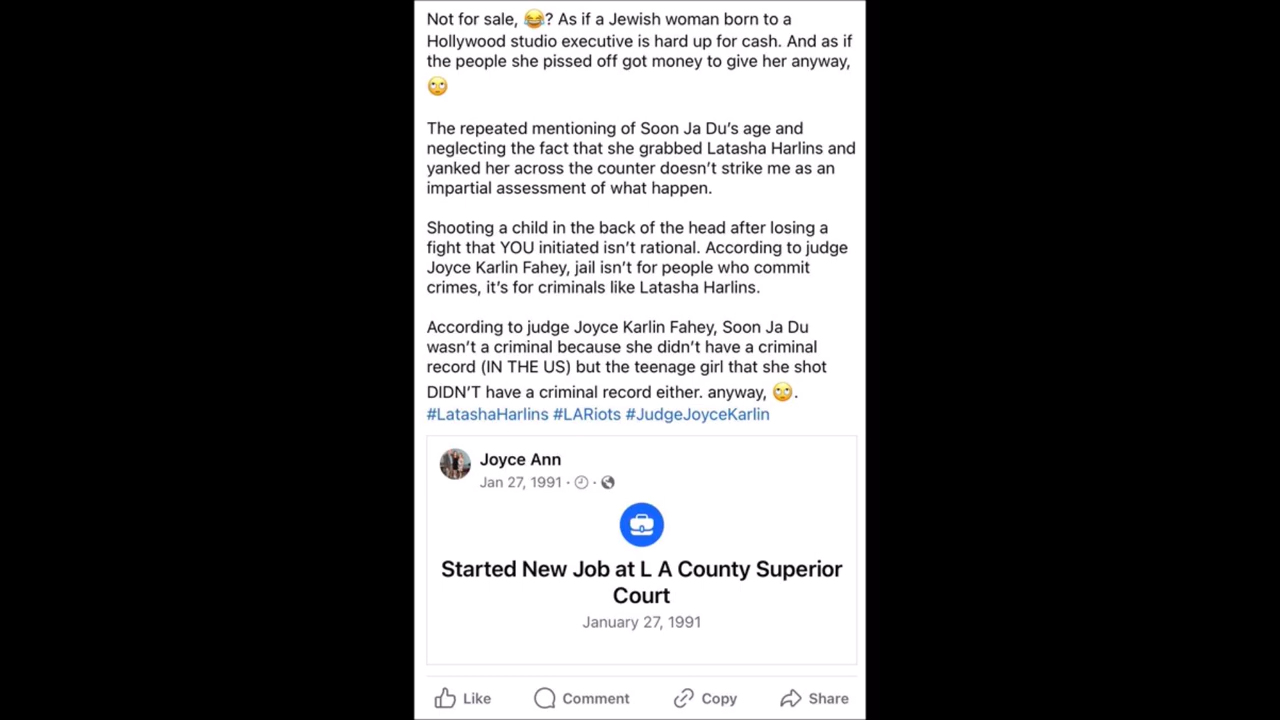 Not for sale, 😂? As if a Jewish woman born to a
Hollywood studio executive is hard up for cash. And as if
the people she pissed off got money to give her anyway,
🙄
The repeated mentioning of Soon Ja Du's age and
neglecting the fact that she grabbed Latasha Harlins and
yanked her across the counter doesn't strike me as an
impartial assessment of what happen.
Shooting a child in the back of the head after losing a
fight that YOU initiated isn't rational. According to judge
Joyce Karlin Fahey, jail isn't for people who commit
crimes, it's for criminals like Latasha Harlins.
According to judge Joyce Karlin Fahey, Soon Ja Du
wasn't a criminal because she didn't have a criminal
record (IN THE US) but the teenage girl that she shot
DIDN'T have a criminal record either. anyway, 🙄.
#LatashaHarlins #LARiots #JudgeJoyceKarlin
Joyce Ann
Jan 27, 1991 · ·
Started New Job at L A County Superior
Court
January 27, 1991
Like Comment Copy Share